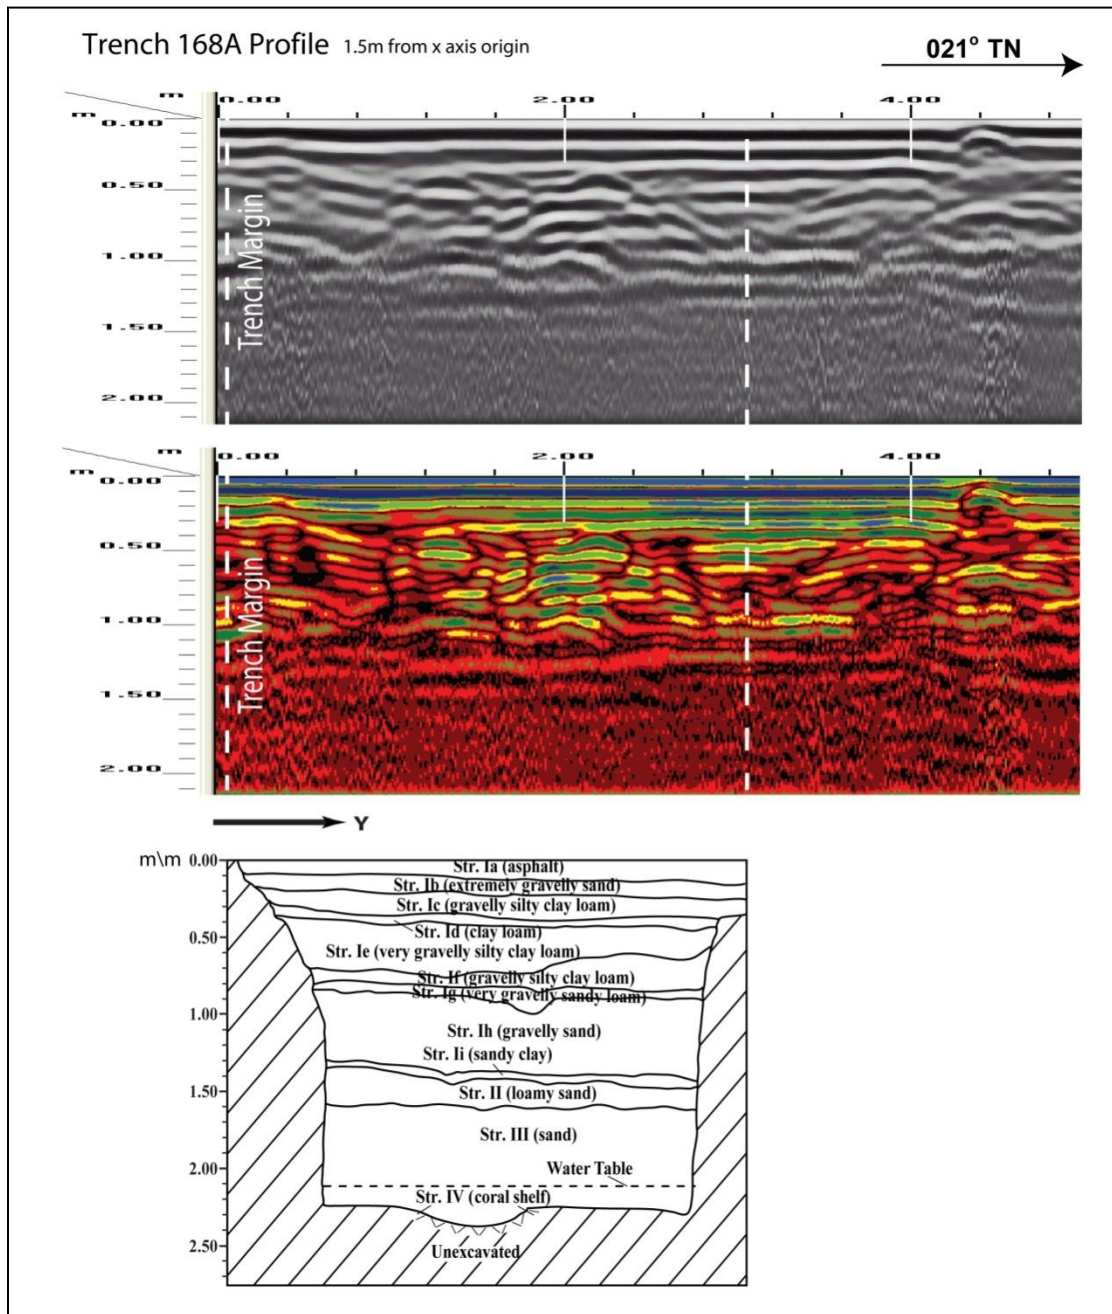 Trench 168A Profile 1.5m from x axis origin
021° TN
m
0.00 2.00 4.00
m
0.00
0.50
1.00
1.50
2.00
Trench Margin
m
0.00 2.00 4.00
m
0.00
0.50
1.00
1.50
2.00
Trench Margin
Y
m\m
0.00
Str. Ia (asphalt)
Str. Ib (extremely gravelly sand)
Str. Ic (gravelly silty clay loam)
0.50
Str. Id (clay loam)
Str. Ie (very gravelly silty clay loam)
Str. If (gravelly silty clay loam)
Str. Ig (very gravelly sandy loam)
1.00
Str. Ih (gravelly sand)
Str. Ii (sandy clay)
1.50
Str. II (loamy sand)
Str. III (sand)
2.00
Water Table
Str. IV (coral shelf)
2.50
Unexcavated